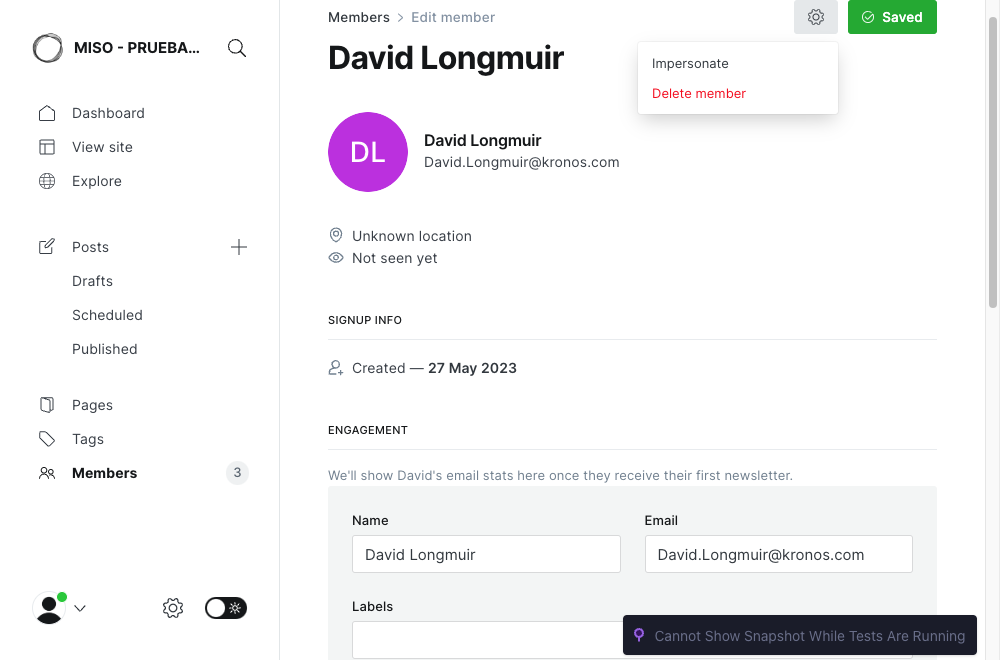 MISO - PRUEBA...
Dashboard
View site
Explore
Posts
Drafts
Scheduled
Published
Pages
Tags
Members
3
Members > Edit member
Saved
David Longmuir
Impersonate
Delete member
DL
David Longmuir
David.Longmuir@kronos.com
Unknown location
Not seen yet
SIGNUP INFO
Created — 27 May 2023
ENGAGEMENT
We'll show David's email stats here once they receive their first newsletter.
Name
David Longmuir
Email
David.Longmuir@kronos.com
Labels
Cannot Show Snapshot While Tests Are Running